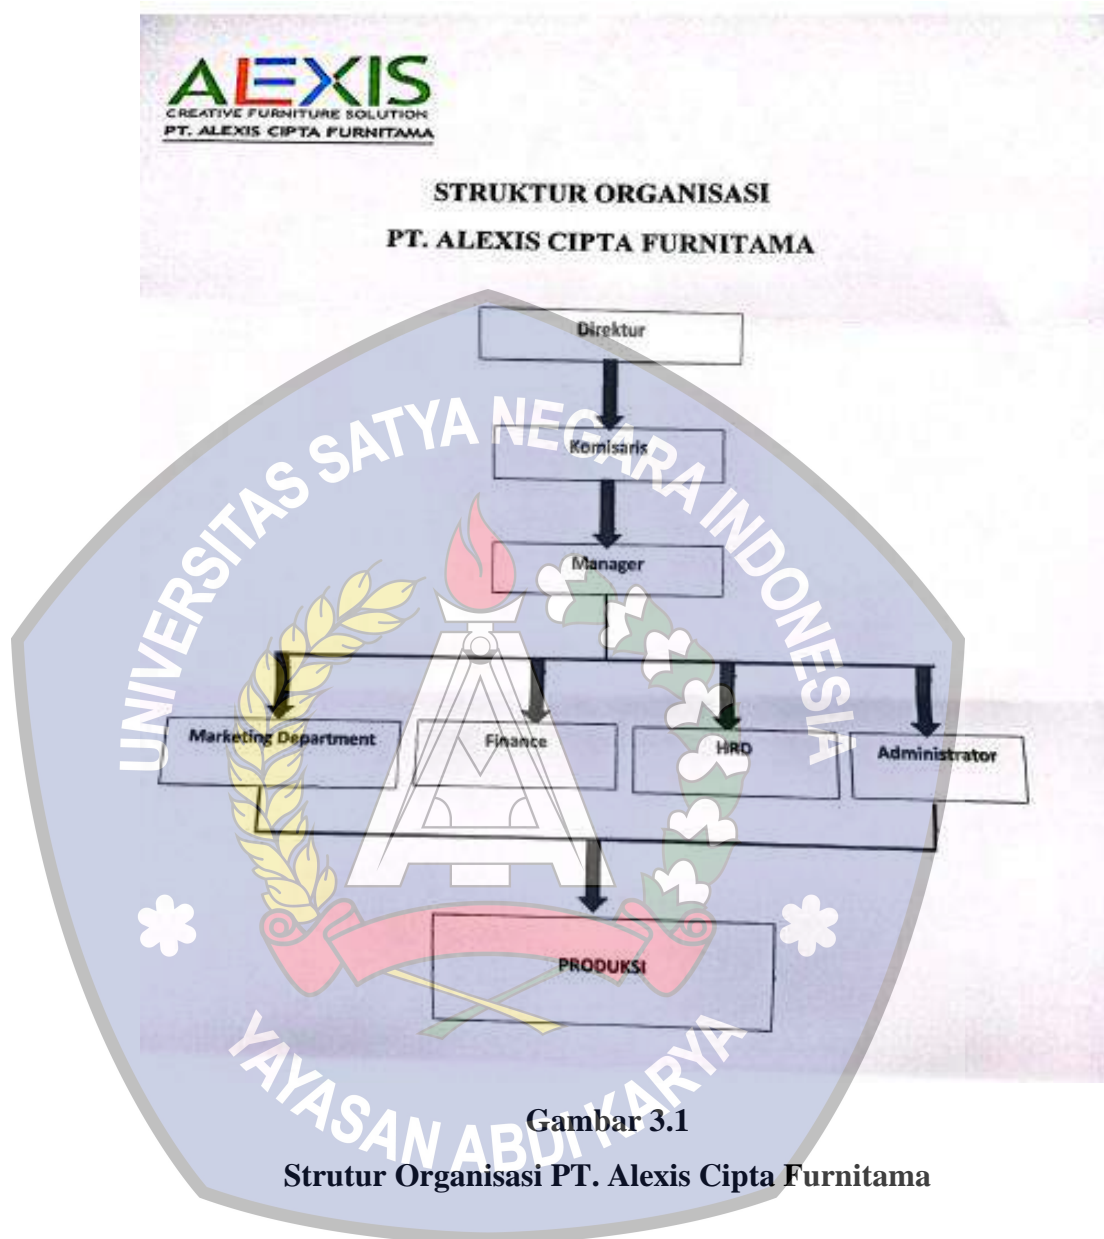 ALEXIS
CREATIVE FURNITURE SOLUTION
PT. ALEXIS CIPTA FURNITAMA
STRUKTUR ORGANISASI
PT. ALEXIS CIPTA FURNITAMA
Direktur
Komisaris
Manager
Marketing Department
Finance
HRD
Administrator
PRODUKSI
UNIVERSITAS SATYA NEGARA INDONESIA
YAYASAN ABDI KARYA
Gambar 3.1
Strutur Organisasi PT. Alexis Cipta Furnitama